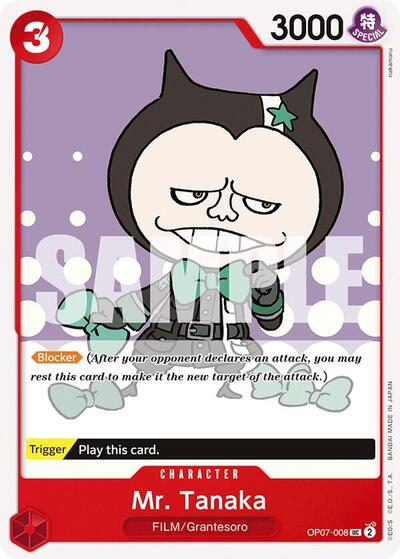 3
3000
特
SPECIAL
nakamaru
SAMPLE
Blocker (After your opponent declares an attack, you may
rest this card to make it the new target of the attack.)
Trigger Play this card.
CHARACTER
Mr. Tanaka
FILM/Grantesoro
OP07-008 UC 2
©E.O/S. ©E.O./S., T.A. BANDAI MADE IN JAPAN